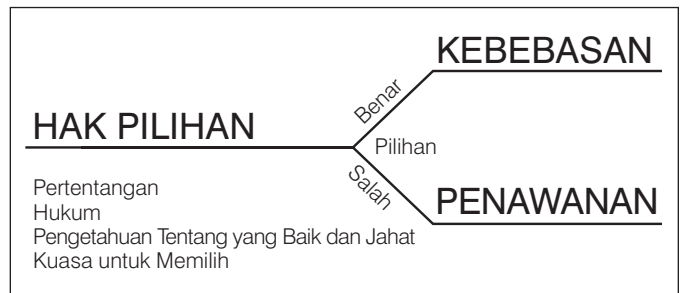 KEBEBASAN
Benar
HAK PILIHAN
Pilihan
Salah
PENAWANAN
Pertentangan
Hukum
Pengetahuan Tentang yang Baik dan Jahat
Kuasa untuk Memilih